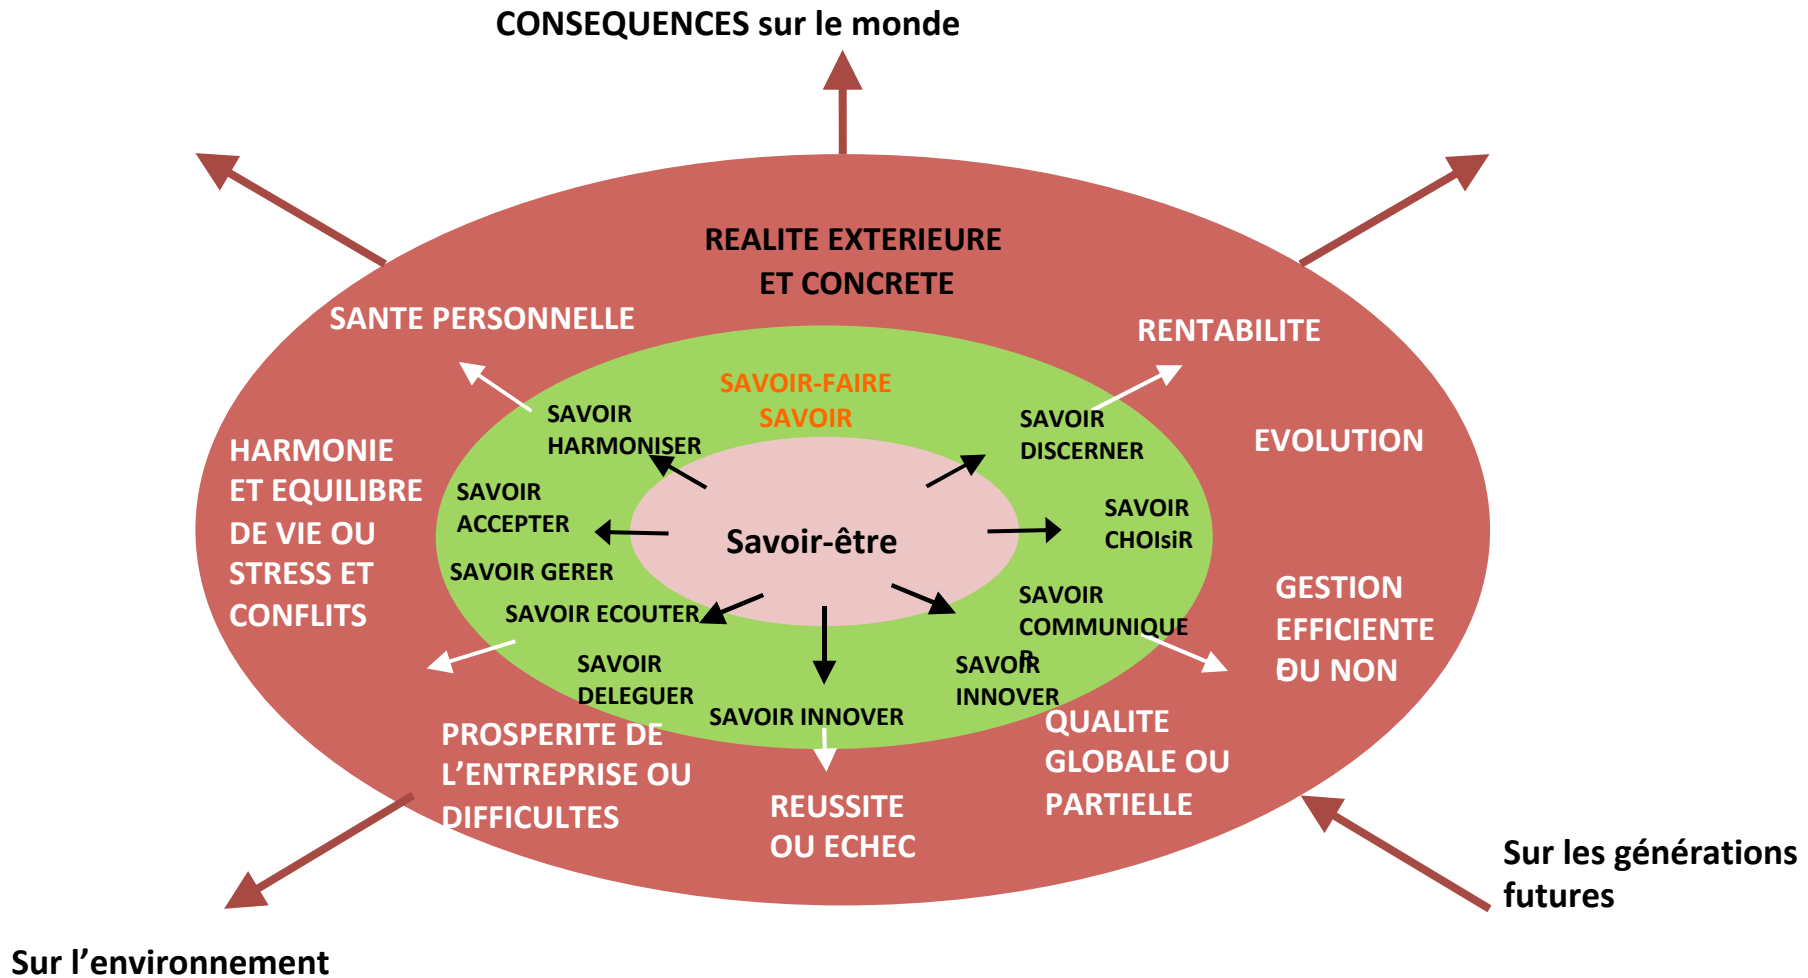 CONSEQUENCES sur le monde
REALITE EXTERIEURE
ET CONCRETE
SANTE PERSONNELLE
RENTABILITE
SAVOIR-FAIRE
SAVOIR
SAVOIR
HARMONISER
SAVOIR
DISCERNER
HARMONIE
ET EQUILIBRE
DE VIE OU
STRESS ET
CONFLITS
EVOLUTION
SAVOIR
ACCEPTER
SAVOIR
CHOIsiR
Savoir-être
SAVOIR GERER
SAVOIR ECOUTER
SAVOIR
COMMUNIQUE
R
GESTION
EFFICIENTE
E
OU NON
SAVOIR
DELEGUER
SAVOIR
INNOVER
SAVOIR INNOVER
PROSPERITE DE
L’ENTREPRISE OU
DIFFICULTES
QUALITE
GLOBALE OU
PARTIELLE
REUSSITE
OU ECHEC
Sur les générations
futures
Sur l’environnement